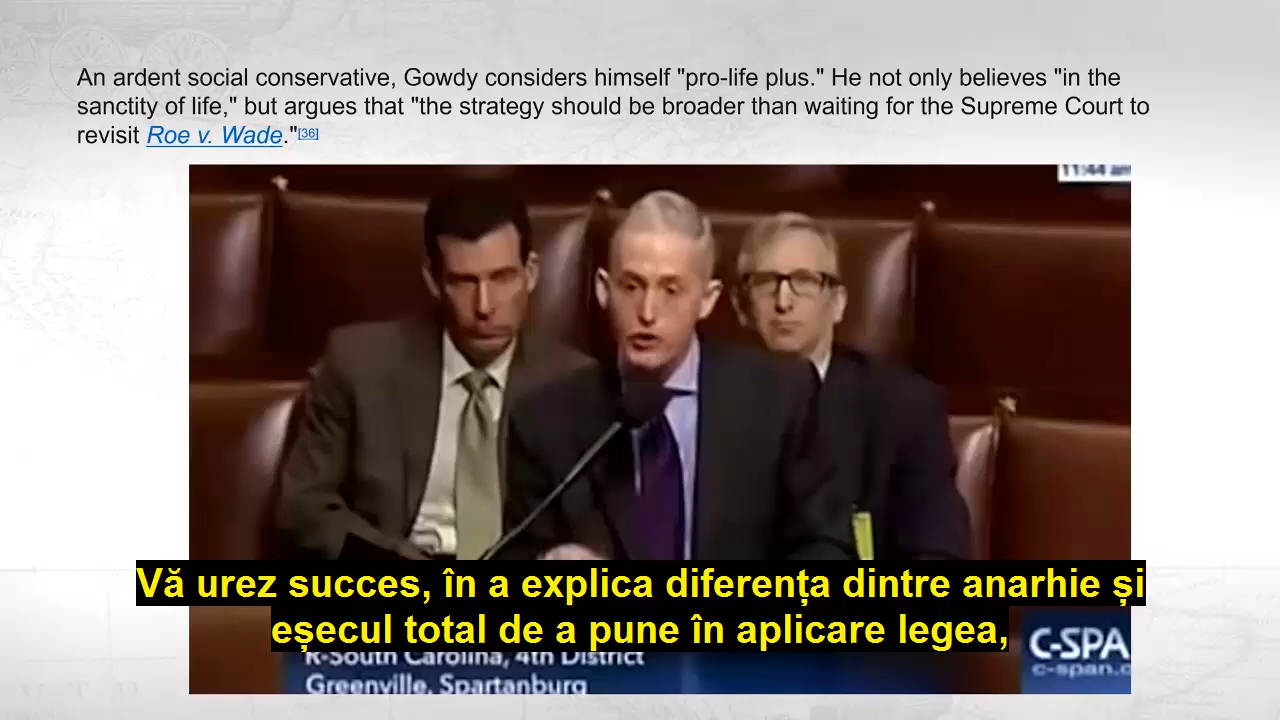 An ardent social conservative, Gowdy considers himself "pro-life plus." He not only believes "in the
sanctity of life," but argues that "the strategy should be broader than waiting for the Supreme Court to
revisit Roe v. Wade."[36]
11:44 am
Vă urez succes, în a explica diferența dintre anarhie și
eșecul total de a pune în aplicare legea,
R-South Carolina, 4th District
Greenville, Spartanburg
C-SPA
c-span.o